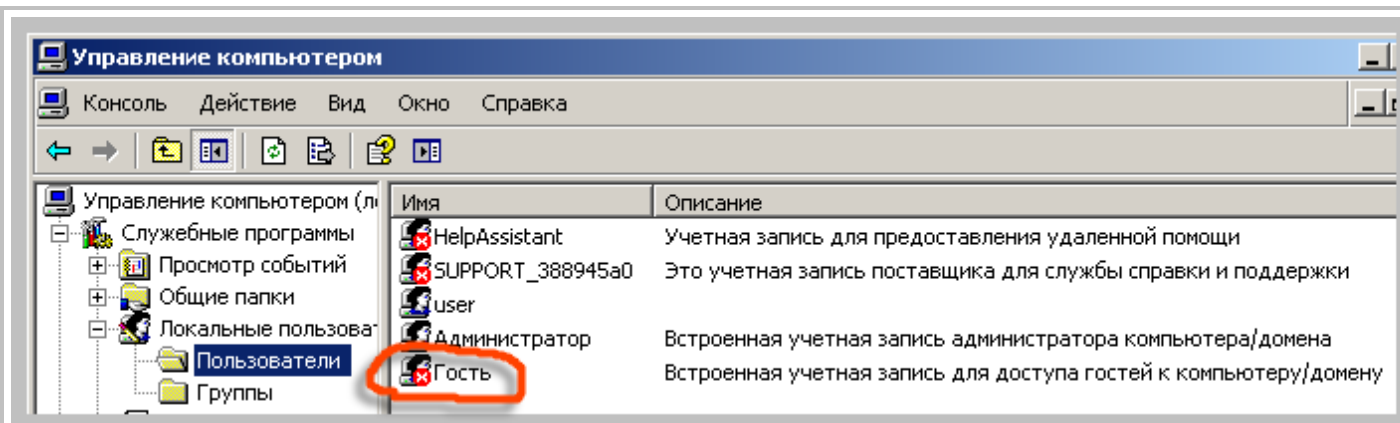 Управление компьютером
Консоль Действие Вид Окно Справка
Управление компьютером (л
Служебные программы
Просмотр событий
Общие папки
Локальные пользоват
Пользователи
Группы
Имя Описание
HelpAssistant Учетная запись для предоставления удаленной помощи
SUPPORT_388945a0 Это учетная запись поставщика для службы справки и поддержки
user
Администратор Встроенная учетная запись администратора компьютера/домена
Гость Встроенная учетная запись для доступа гостей к компьютеру/домену